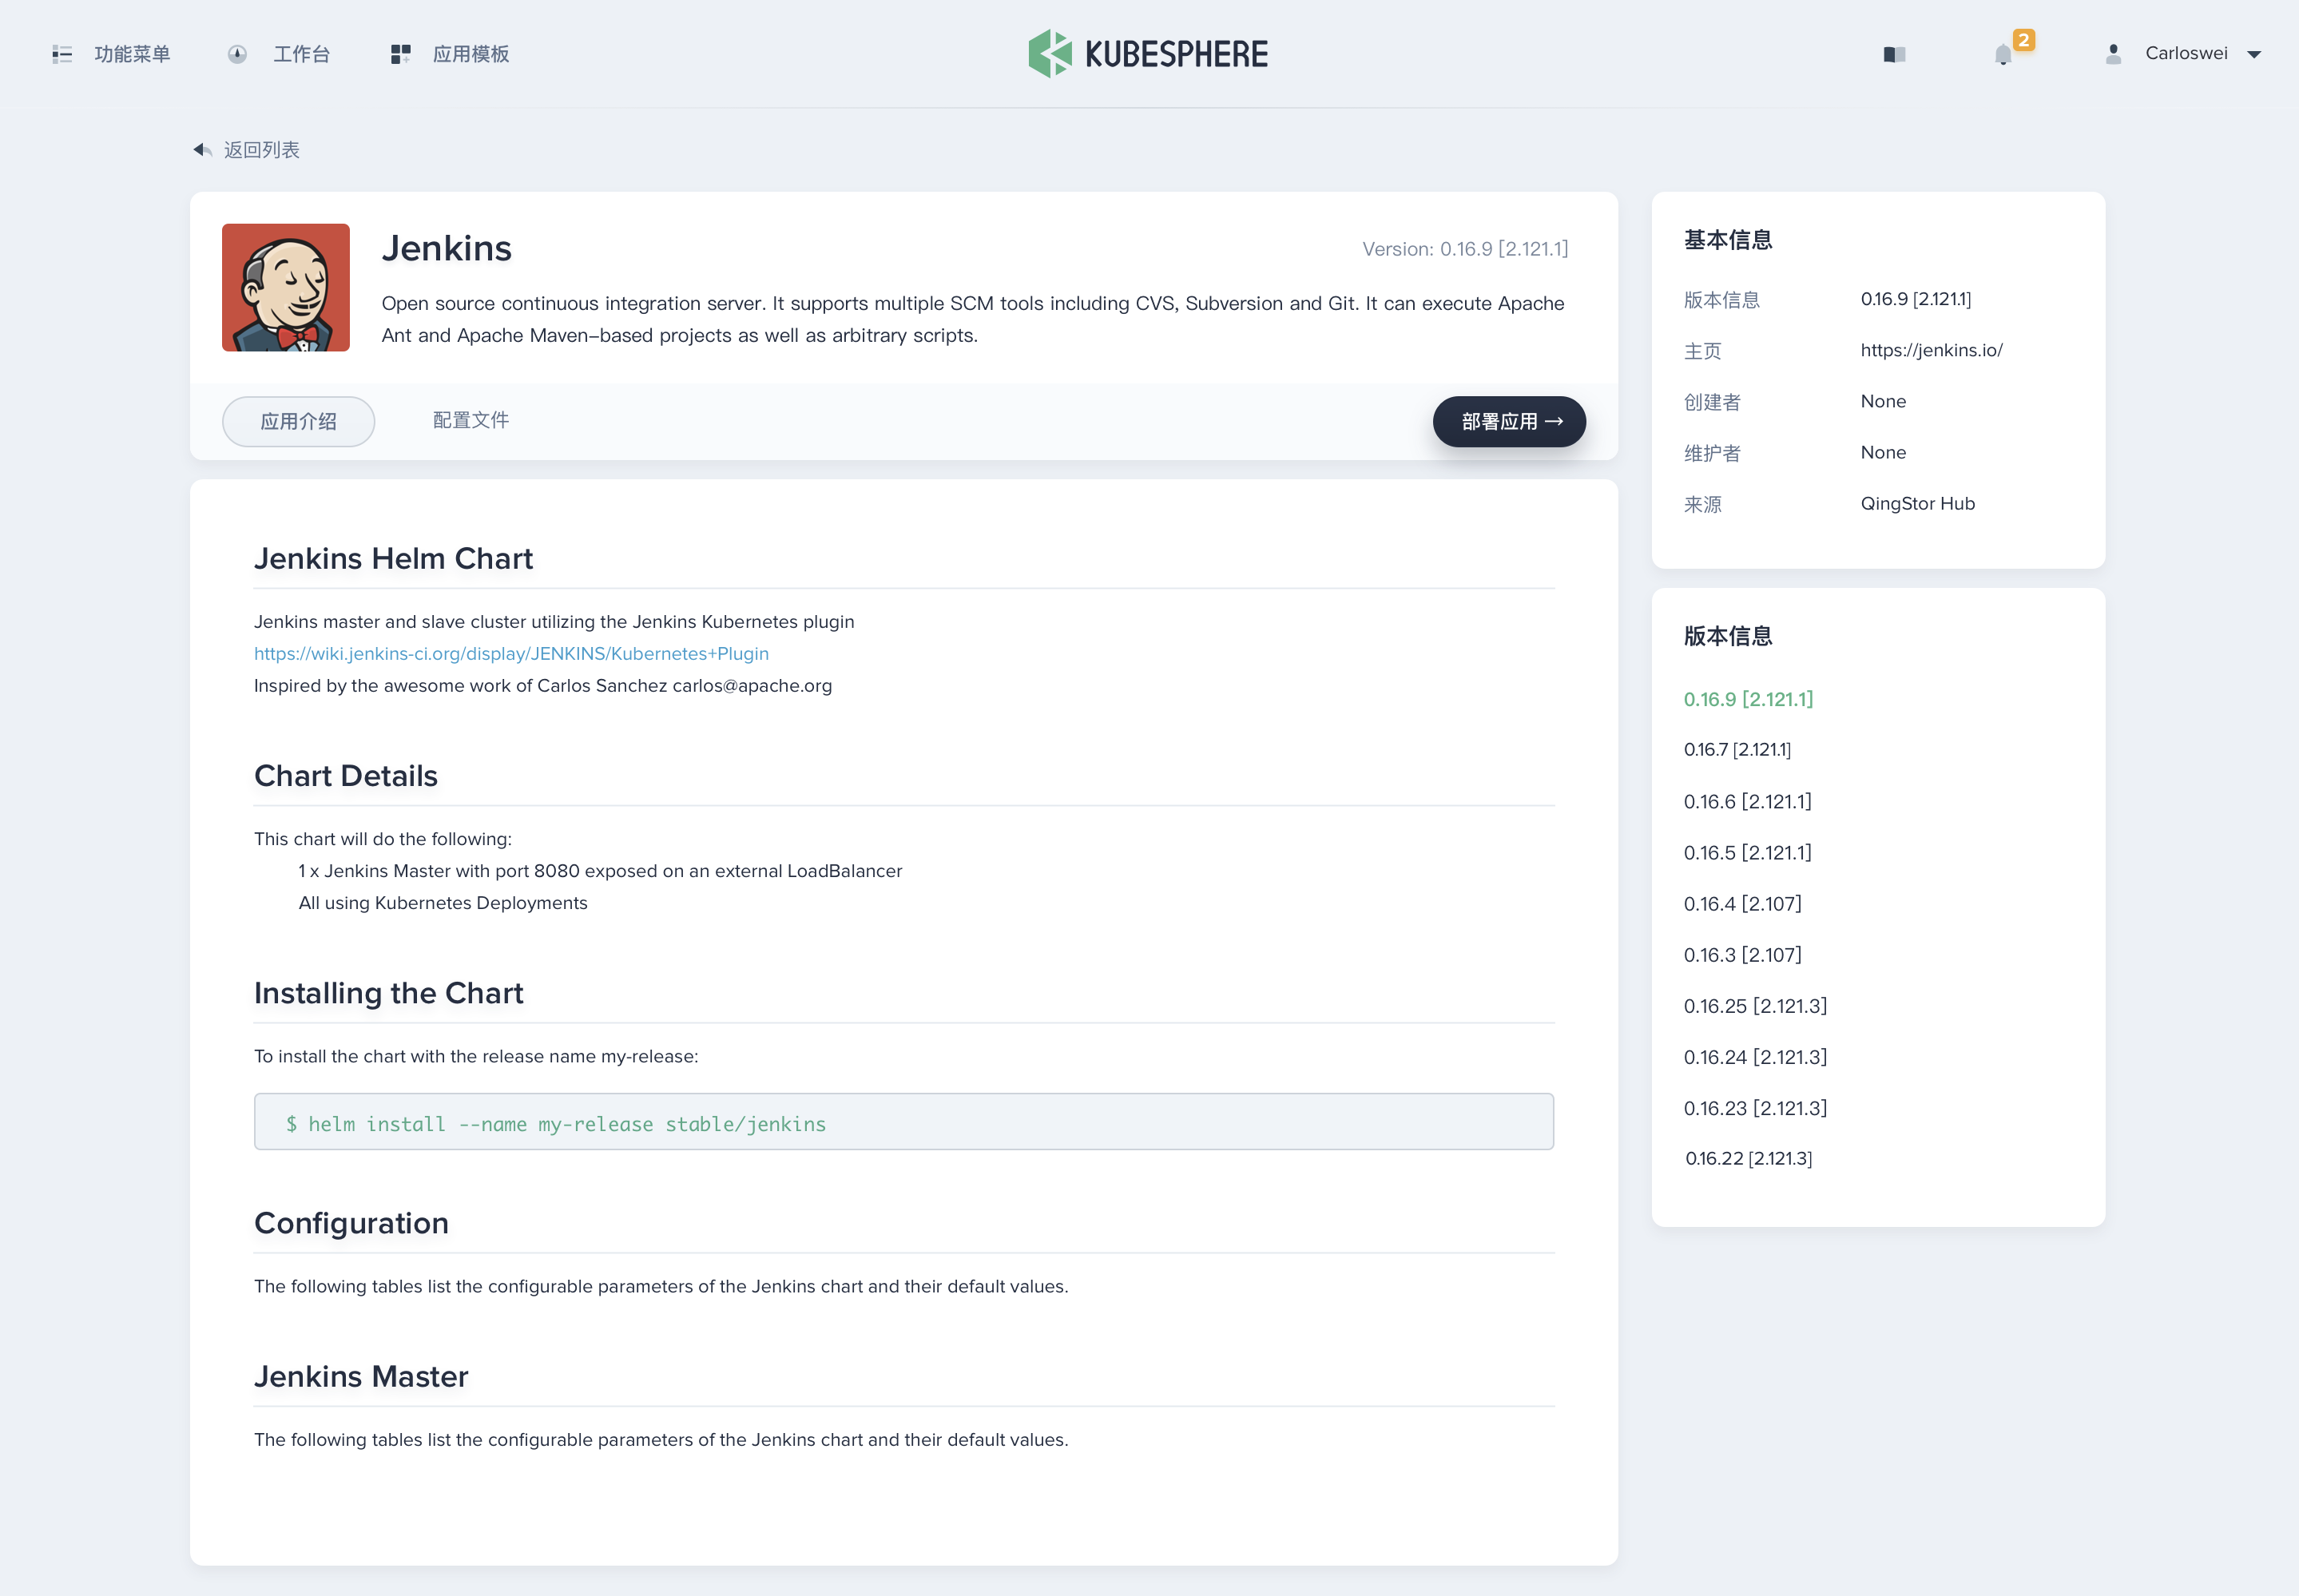 功能菜单
工作台
应用模板
KUBESPHERE
2
Carloswei
返回列表
Jenkins
Version: 0.16.9 [2.121.1]
Open source continuous integration server. It supports multiple SCM tools including CVS, Subversion and Git. It can execute Apache
Ant and Apache Maven–based projects as well as arbitrary scripts.
应用介绍
配置文件
部署应用 →
Jenkins Helm Chart
Jenkins master and slave cluster utilizing the Jenkins Kubernetes plugin
https://wiki.jenkins-ci.org/display/JENKINS/Kubernetes+Plugin
Inspired by the awesome work of Carlos Sanchez carlos@apache.org
Chart Details
This chart will do the following:
1 x Jenkins Master with port 8080 exposed on an external LoadBalancer
All using Kubernetes Deployments
Installing the Chart
To install the chart with the release name my-release:
$ helm install --name my-release stable/jenkins
Configuration
The following tables list the configurable parameters of the Jenkins chart and their default values.
Jenkins Master
The following tables list the configurable parameters of the Jenkins chart and their default values.
基本信息
版本信息 0.16.9 [2.121.1]
主页 https://jenkins.io/
创建者 None
维护者 None
来源 QingStor Hub
版本信息
0.16.9 [2.121.1]
0.16.7 [2.121.1]
0.16.6 [2.121.1]
0.16.5 [2.121.1]
0.16.4 [2.107]
0.16.3 [2.107]
0.16.25 [2.121.3]
0.16.24 [2.121.3]
0.16.23 [2.121.3]
0.16.22 [2.121.3]